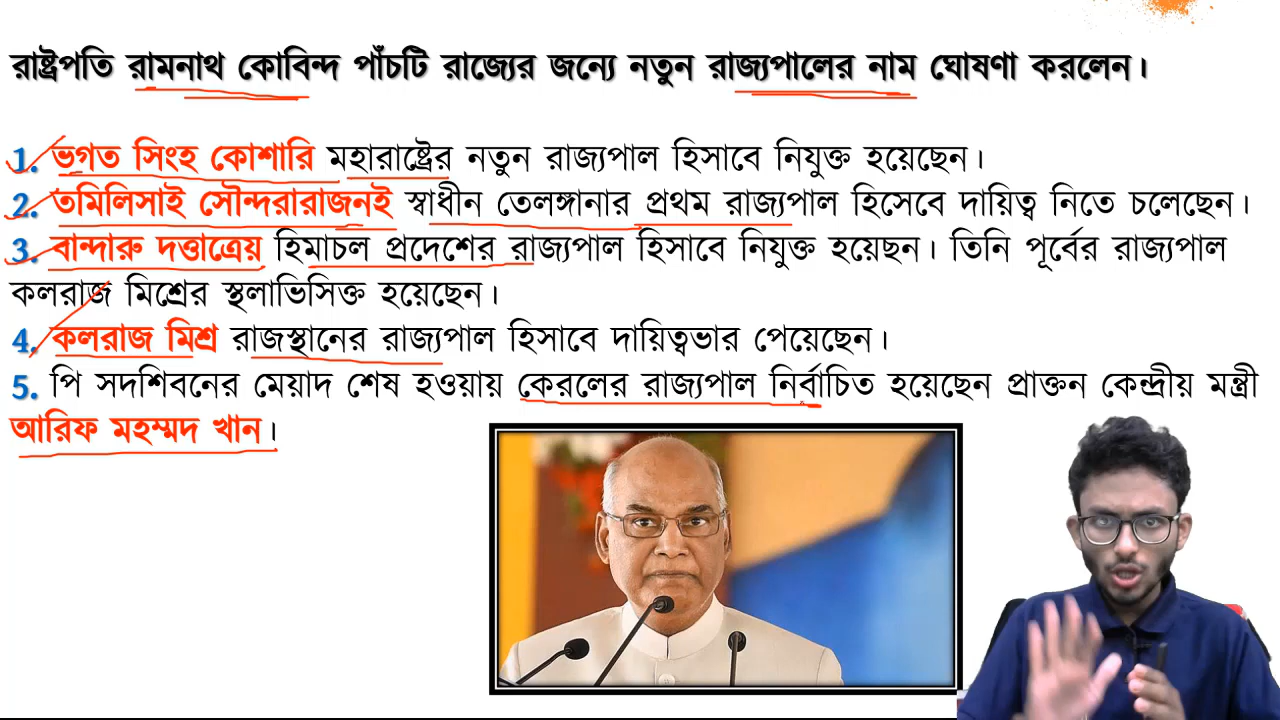 রাষ্ট্রপতি রামনাথ কোবিন্দ পাঁচটি রাজ্যের জন্যে নতুন রাজ্যপালের নাম ঘোষণা করলেন।
1. ভগত সিংহ কোশারি মহারাষ্ট্রের নতুন রাজ্যপাল হিসাবে নিযুক্ত হয়েছেন।
2. তমিলিসাই সৌন্দরারাজনই স্বাধীন তেলঙ্গানার প্রথম রাজ্যপাল হিসেবে দায়িত্ব নিতে চলেছেন।
3. বান্দারু দত্তাত্রেয় হিমাচল প্রদেশের রাজ্যপাল হিসাবে নিযুক্ত হয়েছন। তিনি পূর্বের রাজ্যপাল
কলরাজ মিশ্রের স্থলাভিসিক্ত হয়েছেন।
4. কলরাজ মিশ্র রাজস্থানের রাজ্যপাল হিসাবে দায়িত্বভার পেয়েছেন।
5. পি সদশিবনের মেয়াদ শেষ হওয়ায় কেরলের রাজ্যপাল নির্বাচিত হয়েছেন প্রাক্তন কেন্দ্রীয় মন্ত্রী
আরিফ মহম্মদ খান।